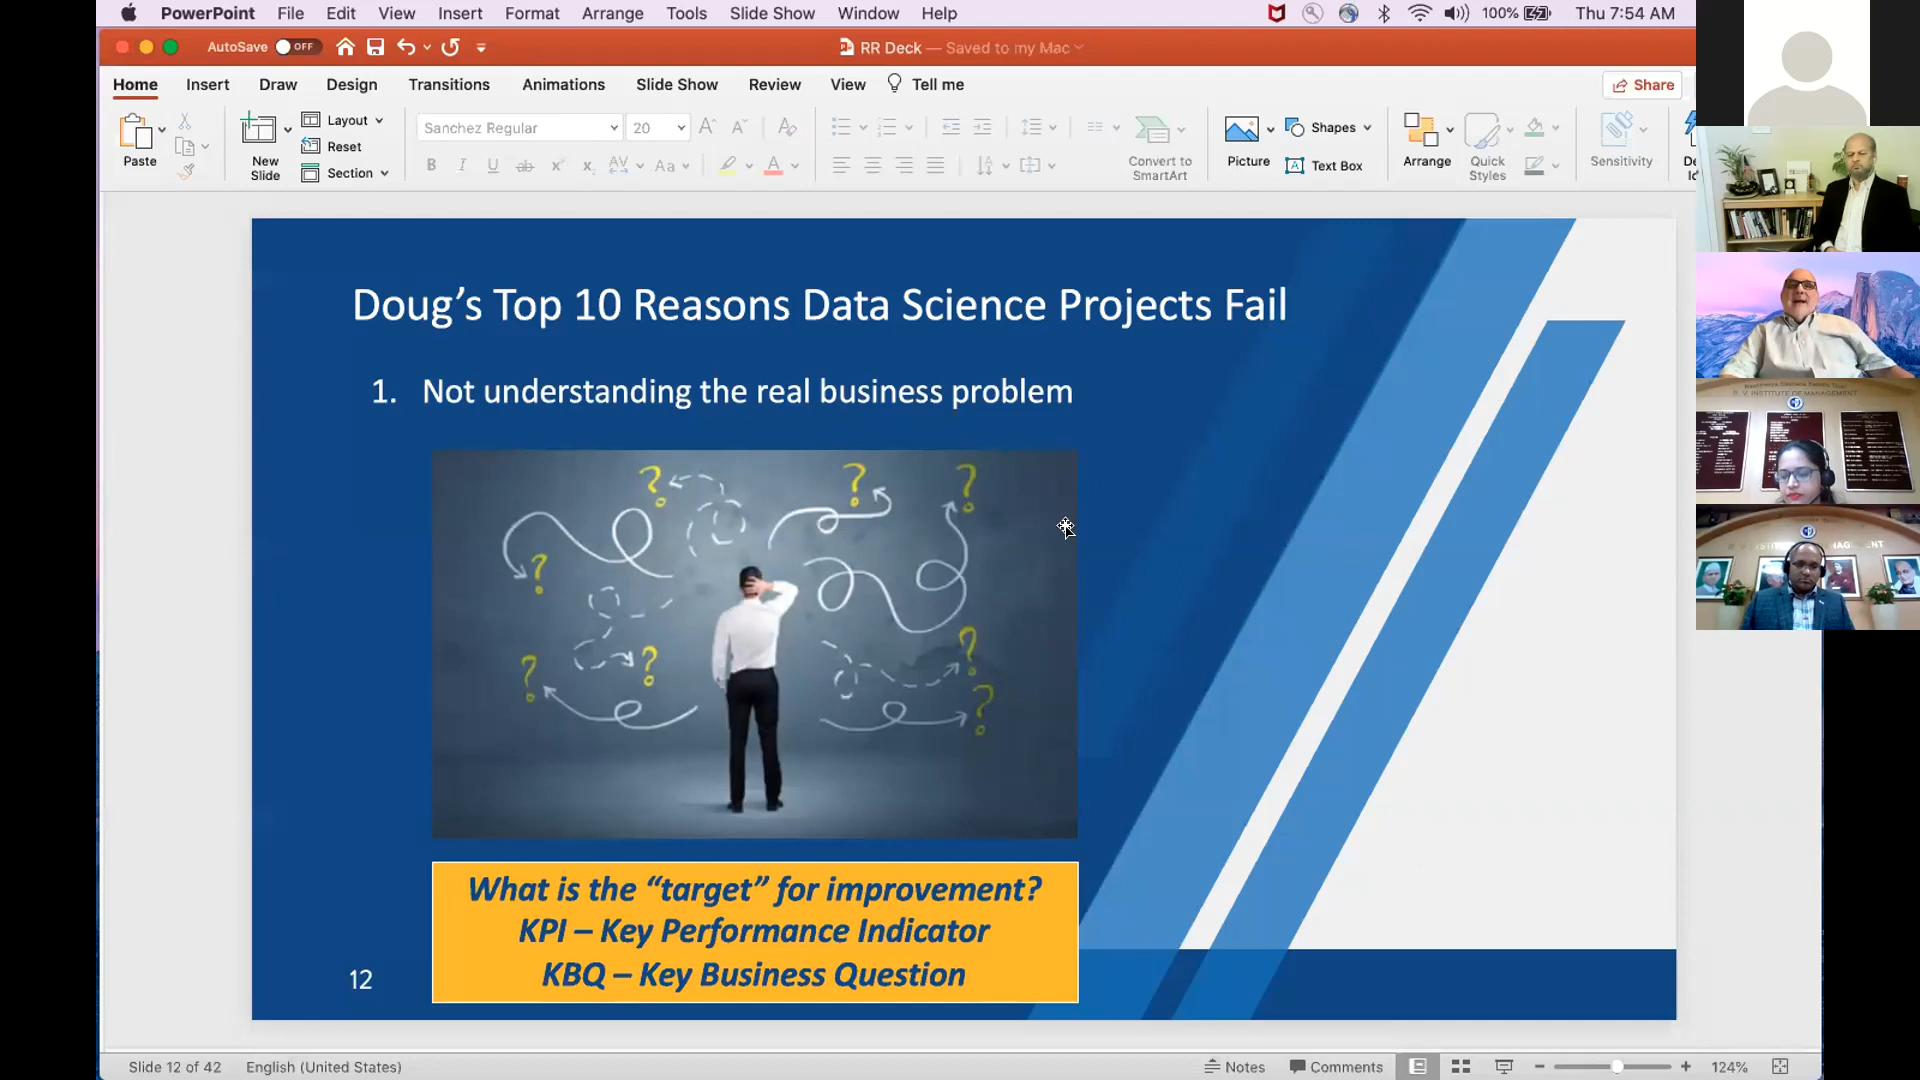 PowerPoint File Edit View Insert Format Arrange Tools Slide Show Window Help 100% Thu 7:54 AM
AutoSave OFF RR Deck — Saved to my Mac
Home Insert Draw Design Transitions Animations Slide Show Review View Tell me Share
Paste
New
Slide
Layout
Reset
Section
Sanchez Regular 20
B I U ab x² x₂ AV Aa A
Convert to
SmartArt
Picture
Shapes
Text Box
Arrange
Quick
Styles
Sensitivity
Doug’s Top 10 Reasons Data Science Projects Fail
1. Not understanding the real business problem
? ? ?
?
? ? ?
?
What is the “target” for improvement?
KPI – Key Performance Indicator
KBQ – Key Business Question
12
Slide 12 of 42 English (United States) Notes Comments 124%